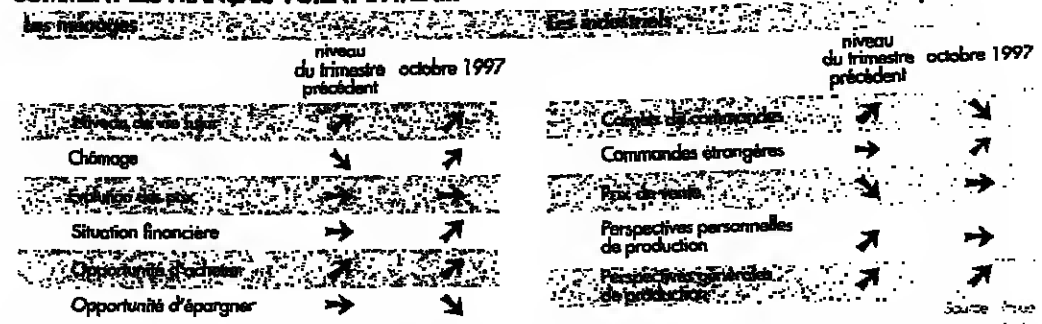 Les ménages
niveau
du trimestre octobre 1997
précédent
Niveau de vie futur
Chômage
Evolution des prix
Situation financière
Opportunité d'acheter
Opportunité d'épargner
Les industriels
niveau
du trimestre octobre 1997
précédent
Carnets de commandes
Commandes étrangères
Prix de vente
Perspectives personnelles
de production
Perspectives générales
de production
Source